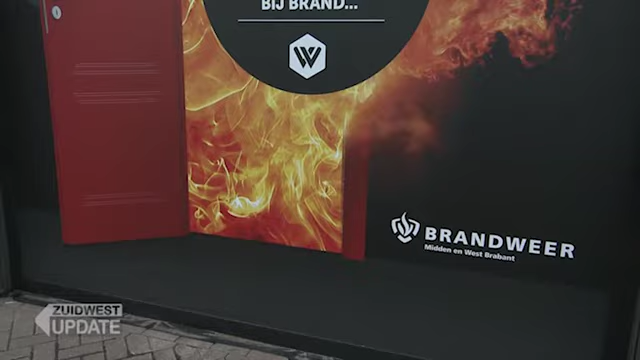 BIJ BRAND...
W
BRANDWEER
Midden en West Brabant
ZUIDWEST
UPDATE